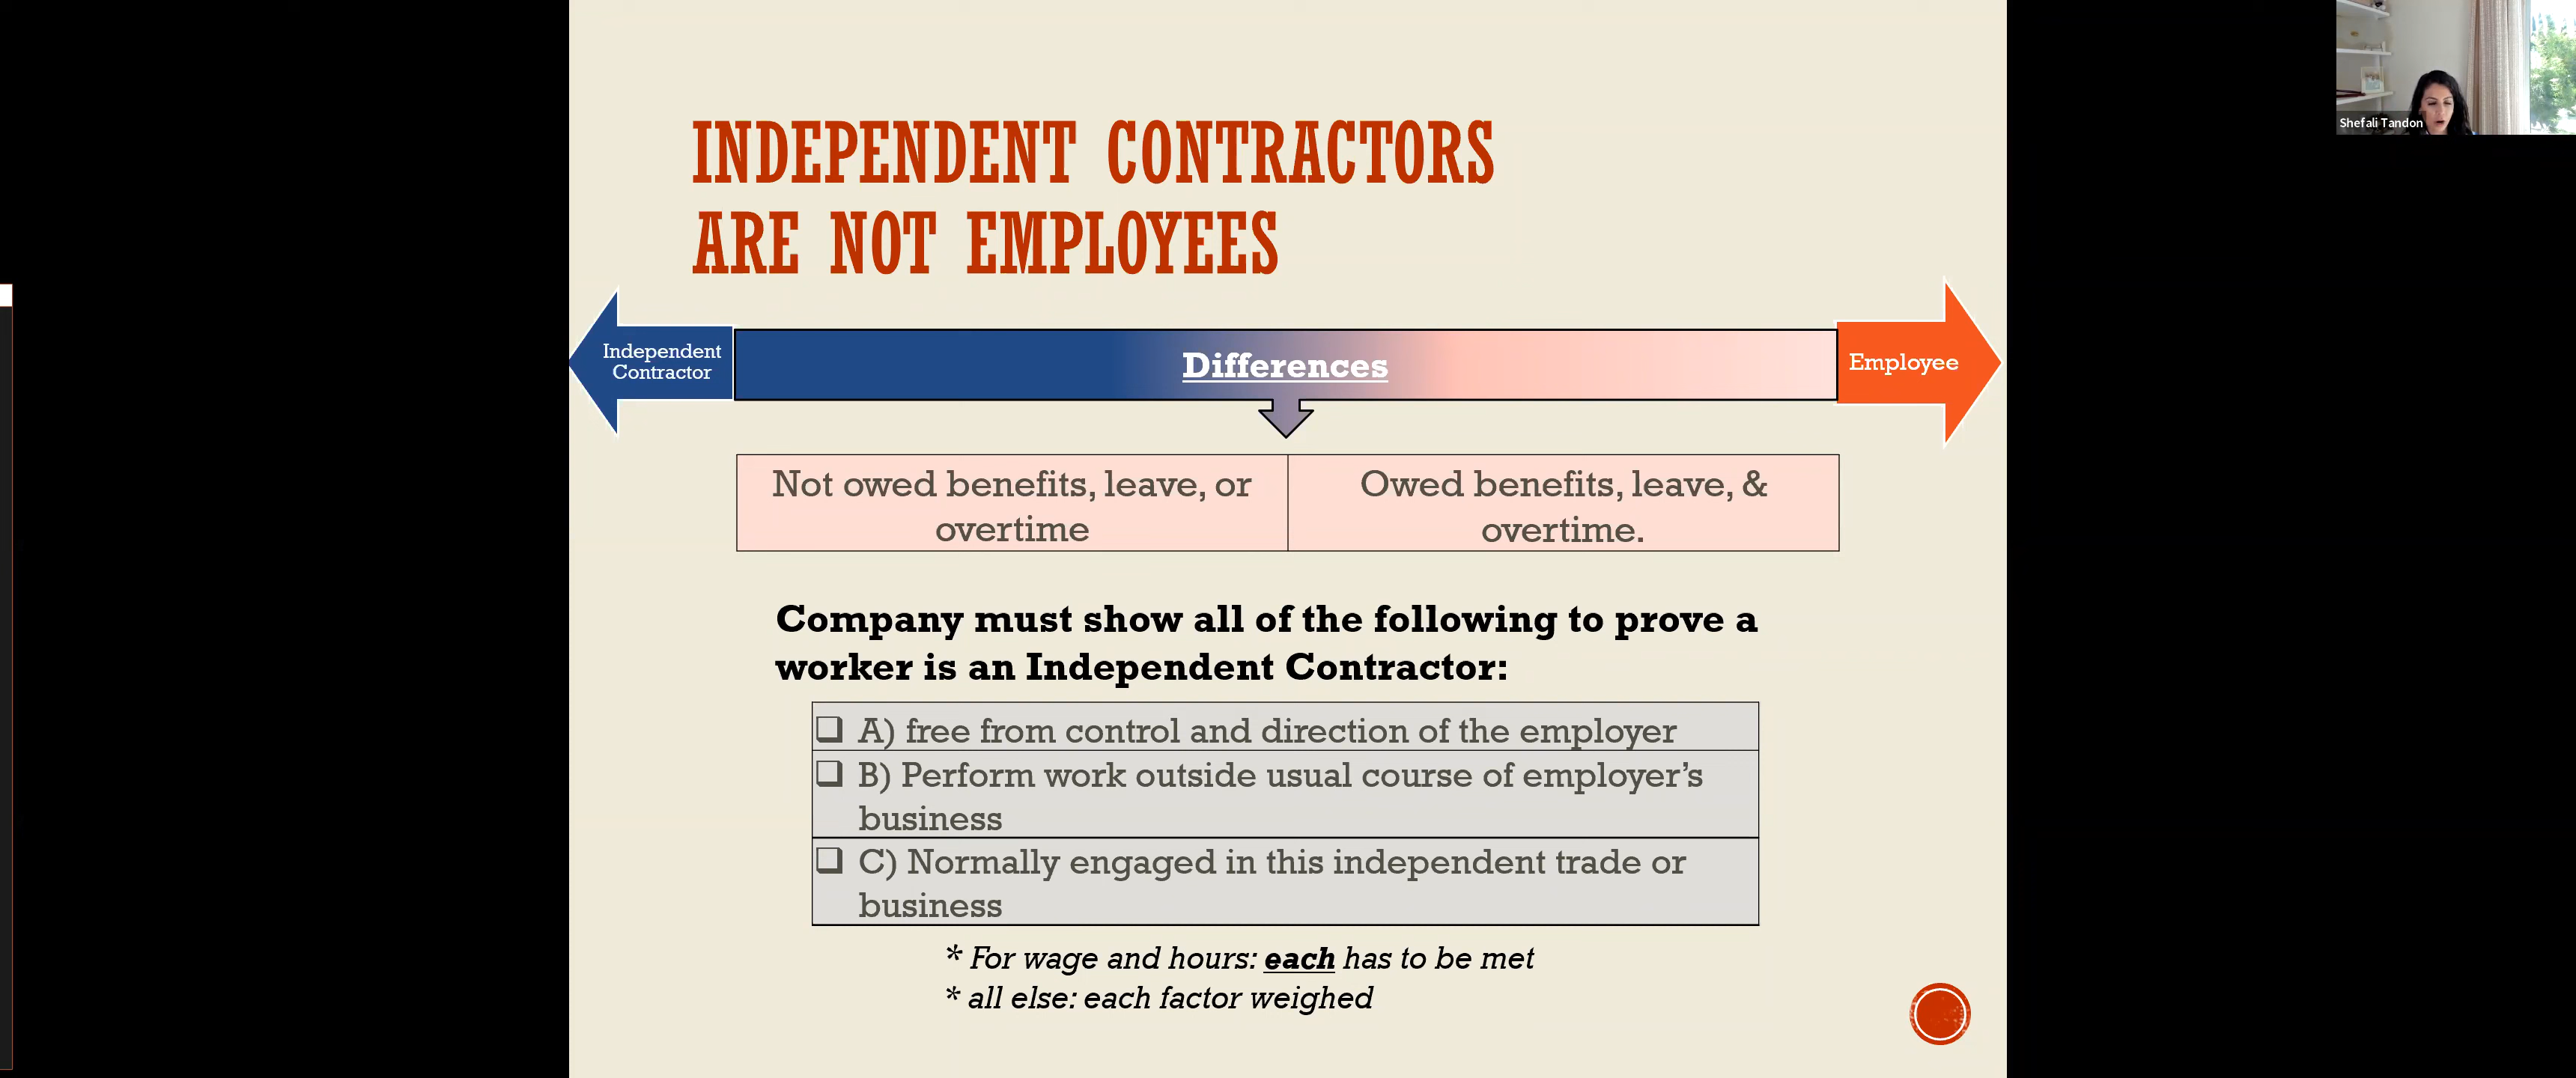 INDEPENDENT CONTRACTORS
ARE NOT EMPLOYEES
Shefali Tandon
Independent
Contractor
Differences
Employee
Not owed benefits, leave, or
overtime
Owed benefits, leave, &
overtime.
Company must show all of the following to prove a
worker is an Independent Contractor:
A) free from control and direction of the employer
B) Perform work outside usual course of employer’s
business
C) Normally engaged in this independent trade or
business
* For wage and hours: each has to be met
* all else: each factor weighed